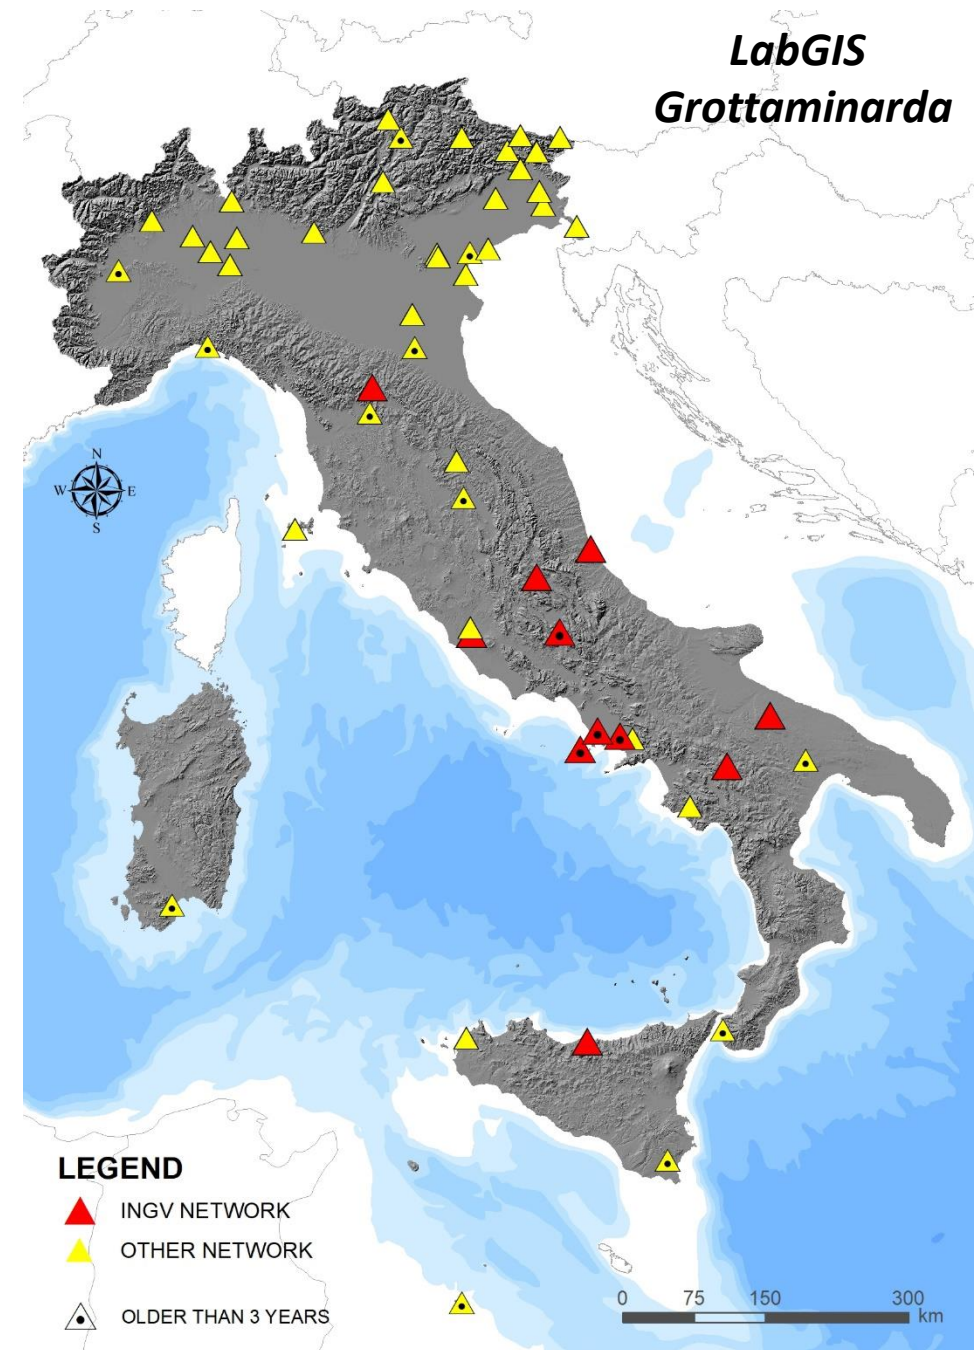 LabGIS
Grottaminarda
N
W E
S
LEGEND
INGV NETWORK
OTHER NETWORK
OLDER THAN 3 YEARS
0 75 150 300
km